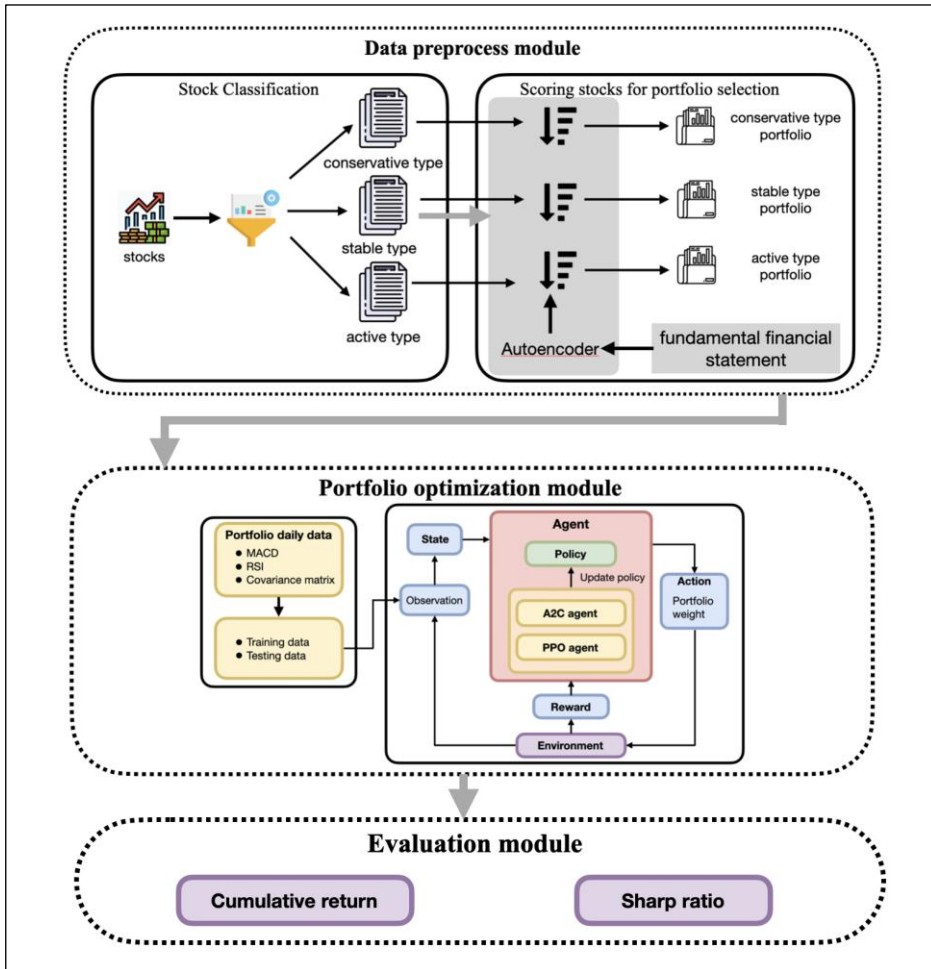 Data preprocess module
Stock Classification
conservative type
stocks
stable type
active type
Scoring stocks for portfolio selection
conservative type
portfolio
stable type
portfolio
active type
portfolio
Autoencoder
fundamental financial
statement
Portfolio optimization module
Portfolio daily data
● MACD
● RSI
● Covariance matrix
● Training data
● Testing data
State
Observation
Agent
Policy
Update policy
A2C agent
PPO agent
Reward
Environment
Action
Portfolio
weight
Evaluation module
Cumulative return
Sharp ratio